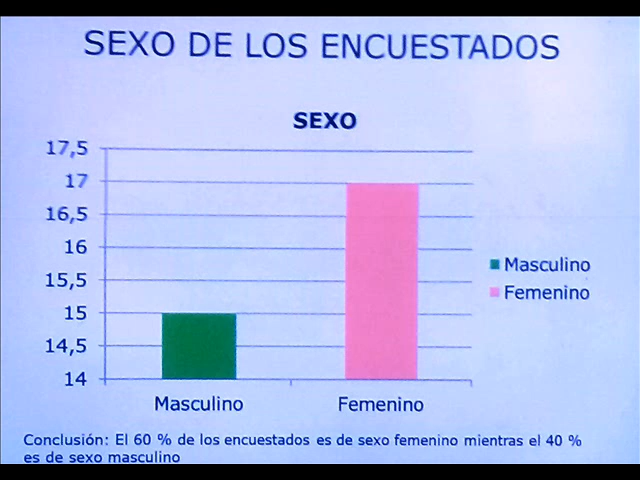 SEXO DE LOS ENCUESTADOS
SEXO
17,5
17
16,5
16
15,5
15
14,5
14
Masculino
Femenino
Masculino
Femenino
Conclusión: El 60 % de los encuestados es de sexo femenino mientras el 40 %
es de sexo masculino